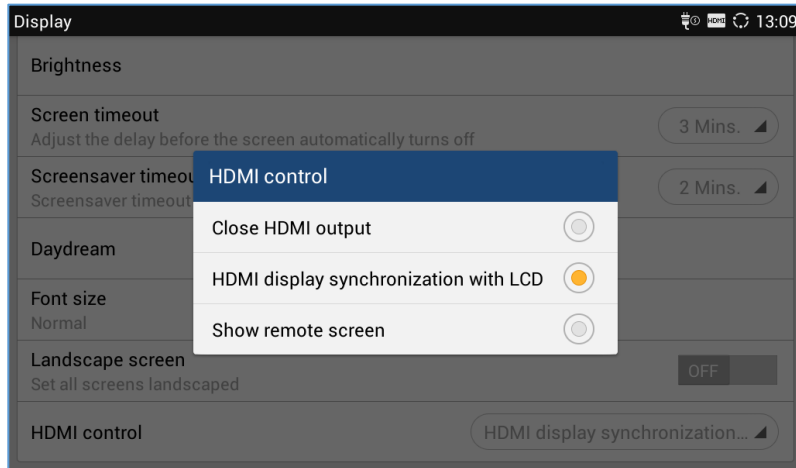 Display
HDMI
13:09
Brightness
Screen timeout
Adjust the delay before the screen automatically turns off
3 Mins.
Screensaver timeou
Screensaver timeout
2 Mins.
HDMI control
Close HDMI output
Daydream
HDMI display synchronization with LCD
Font size
Normal
Show remote screen
Landscape screen
Set all screens landscaped
OFF
HDMI control
HDMI display synchronization...